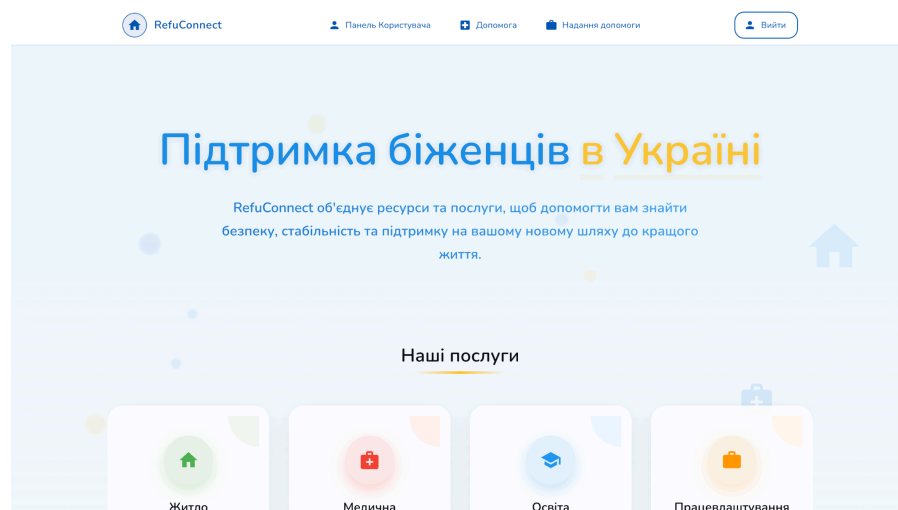 RefuConnect
Панель Користувача
Допомога
Надання допомоги
Вийти
Підтримка біженців в Україні
RefuConnect об'єднує ресурси та послуги, щоб допомогти вам знайти
безпеку, стабільність та підтримку на вашому новому шляху до кращого
життя.
Наші послуги
Житло
Медична
Освіта
Працевлаштування